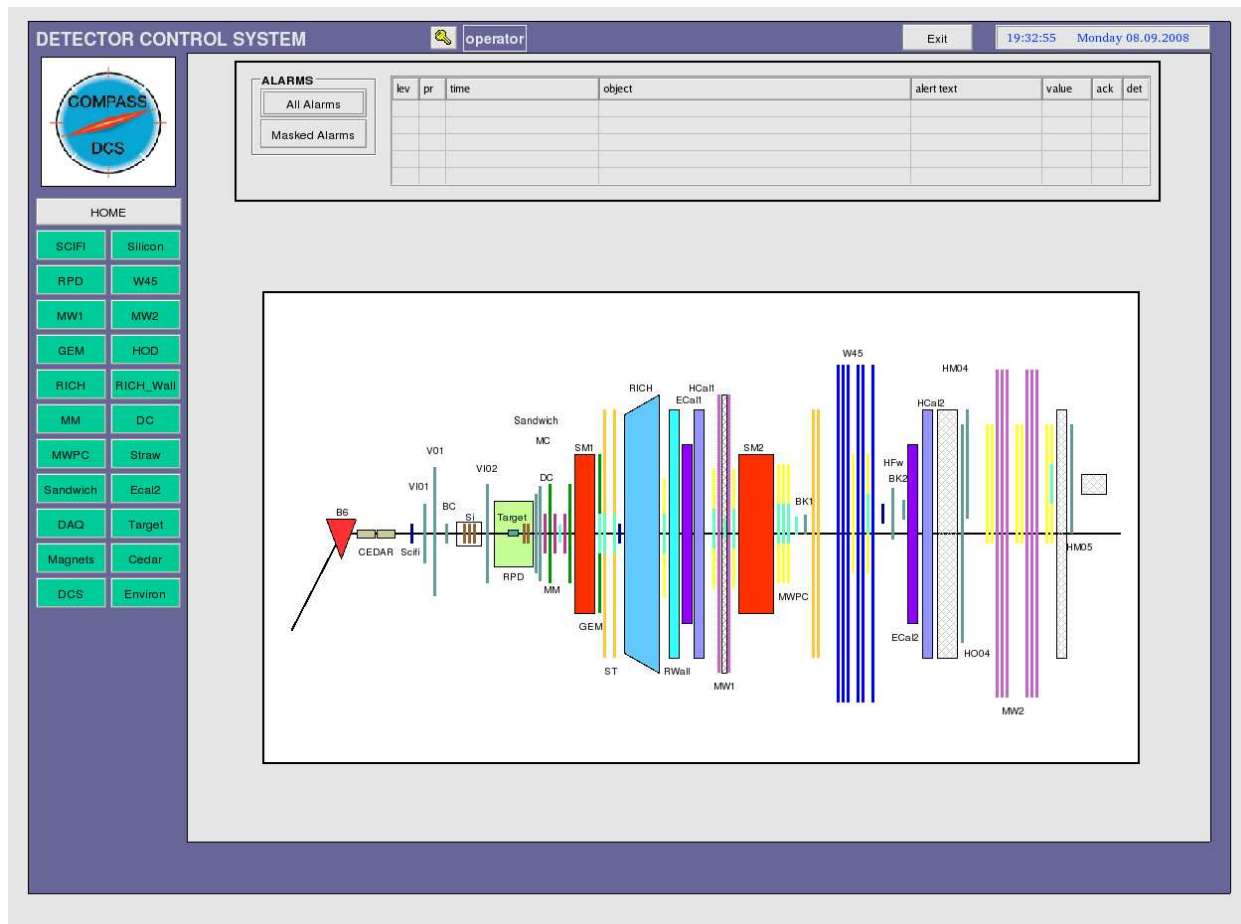 DETECTOR CONTROL SYSTEM
operator
Exit
19:32:55 Monday 08.09.2008
COMPASS
DCS
ALARMS
All Alarms
Masked Alarms
lev pr time object alert text value ack det
HOME
SCIFI Silicon
RPD W45
MW1 MW2
GEM HOD
RICH RICH_Wall
MM DC
MWPC Straw
Sandwich Ecal2
DAQ Target
Magnets Cedar
DCS Environ
W45
HM04
RICH HCal1
ECal1
HCal2
Sandwich
MC
V01
SM1
SM2
VI02
HFw
DC
BK2
VI01
BK1
BC
Si
Target
B6
CEDAR Scifi
HM05
RPD
MM
MWPC
GEM
ECal2
HO04
ST
RWall
MW1
MW2